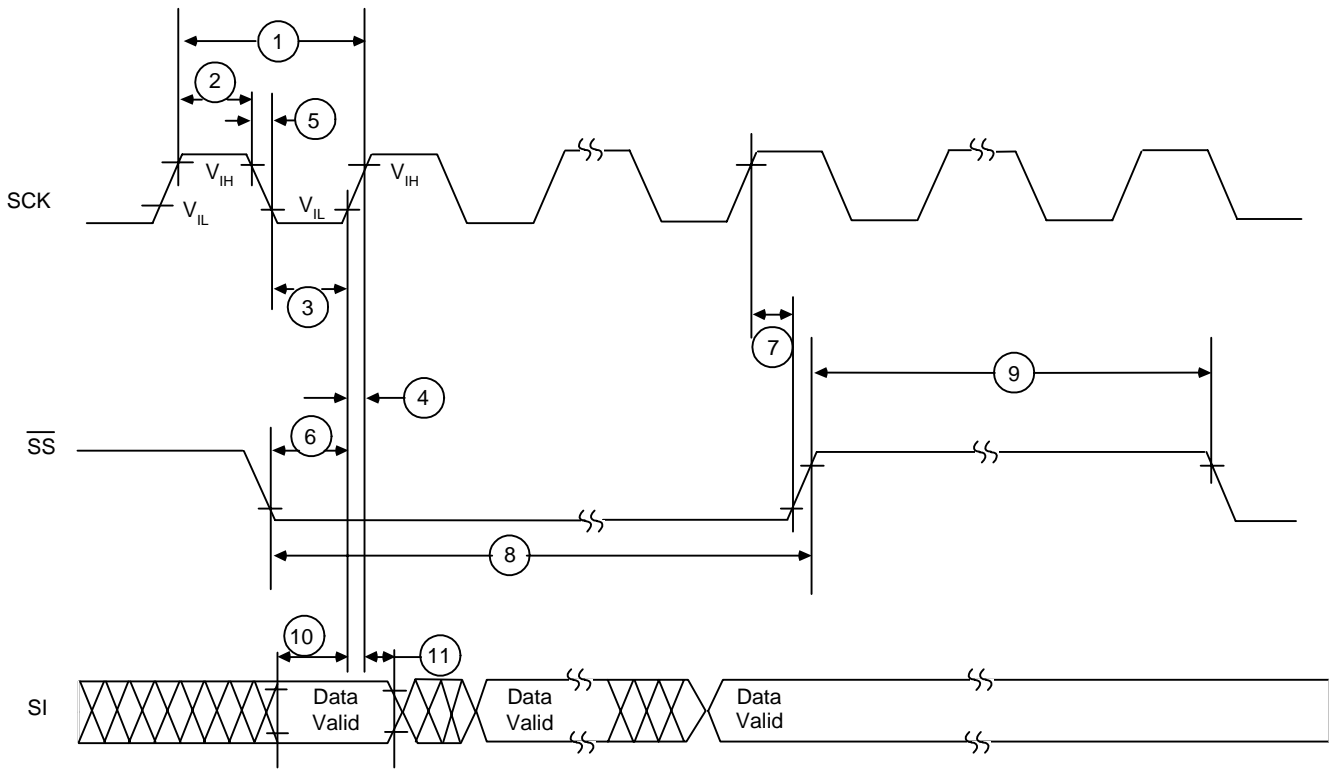 1
2
5
SCK
V_IH
V_IL
V_IL
V_IH
3
7
9
4
6
S̅S̅
8
10
11
SI
Data Valid
Data Valid
Data Valid